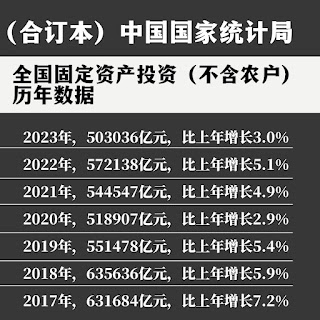 （合订本）中国国家统计局
全国固定资产投资（不含农户）
历年数据
2023年，503036亿元，比上年增长3.0%
2022年，572138亿元，比上年增长5.1%
2021年，544547亿元，比上年增长4.9%
2020年，518907亿元，比上年增长2.9%
2019年，551478亿元，比上年增长5.4%
2018年，635636亿元，比上年增长5.9%
2017年，631684亿元，比上年增长7.2%